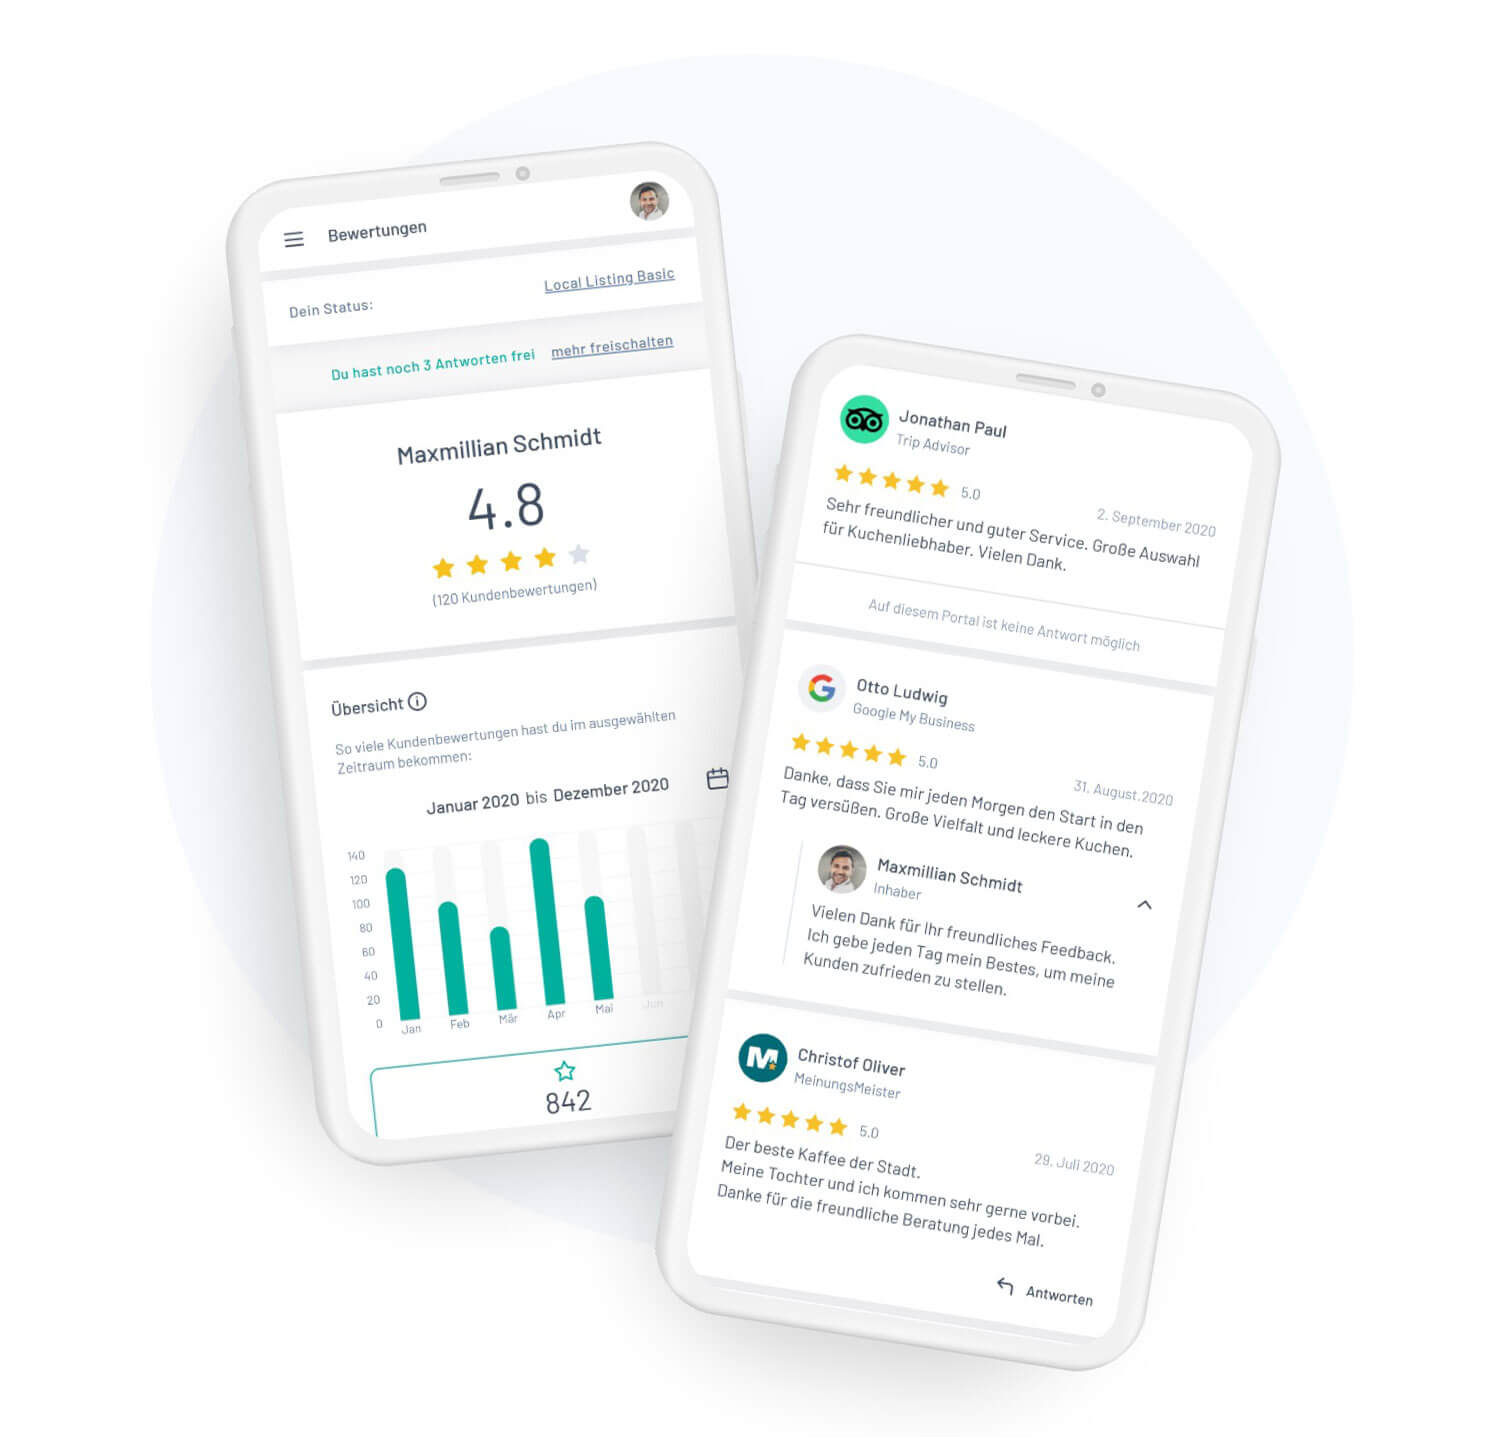 Bewertungen
Dein Status:
Local Listing Basic
Du hast noch 3 Antworten frei
mehr freischalten
Maxmillian Schmidt
4.8
(120 Kundenbewertungen)
Übersicht
So viele Kundenbewertungen hast du im ausgewählten
Zeitraum bekommen:
Januar 2020 bis Dezember 2020
140
120
100
80
60
40
20
0
Jan Feb Mär Apr Mai Jun
842
Jonathan Paul
Trip Advisor
5.0
2. September 2020
Sehr freundlicher und guter Service. Große Auswahl
für Kuchenliebhaber. Vielen Dank.
Auf diesem Portal ist keine Antwort möglich
G
Otto Ludwig
Google My Business
5.0
31. August.2020
Danke, dass Sie mir jeden Morgen den Start in den
Tag versüßen. Große Vielfalt und leckere Kuchen.
Maxmillian Schmidt
Inhaber
Vielen Dank für Ihr freundliches Feedback.
Ich gebe jeden Tag mein Bestes, um meine
Kunden zufrieden zu stellen.
M
Christof Oliver
MeinungsMeister
5.0
29. Juli 2020
Der beste Kaffee der Stadt.
Meine Tochter und ich kommen sehr gerne vorbei.
Danke für die freundliche Beratung jedes Mal.
Antworten